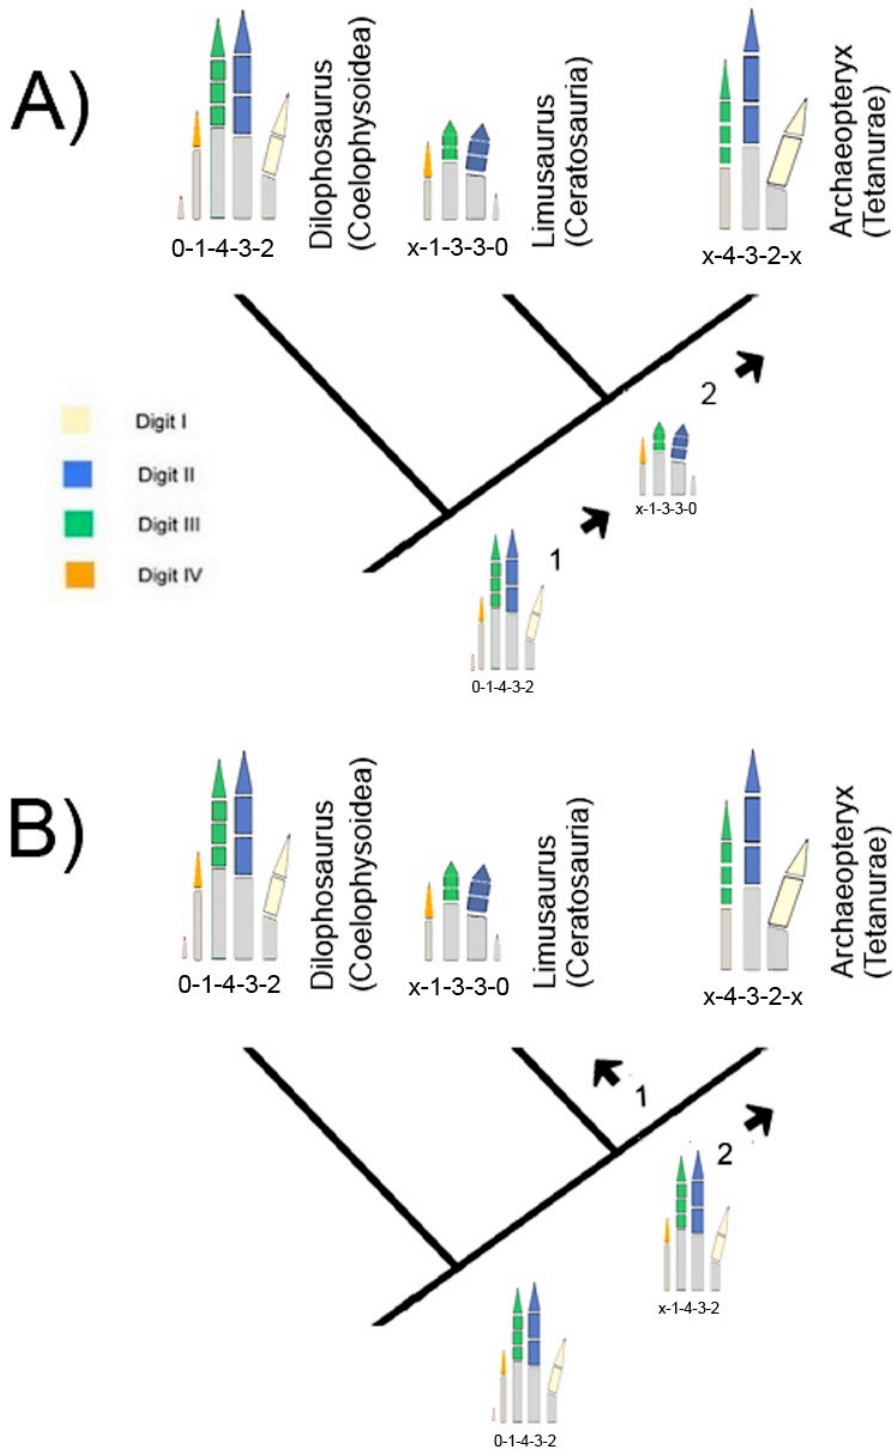 A)
Dilophosaurus
(Coelophysoidea)
Limusaurus
(Ceratosauria)
Archaeopteryx
(Tetanurae)
0-1-4-3-2
x-1-3-3-0
x-4-3-2-x
Digit I
Digit II
Digit III
Digit IV
2
x-1-3-3-0
1
0-1-4-3-2
B)
Dilophosaurus
(Coelophysoidea)
Limusaurus
(Ceratosauria)
Archaeopteryx
(Tetanurae)
0-1-4-3-2
x-1-3-3-0
x-4-3-2-x
1
2
x-1-4-3-2
0-1-4-3-2